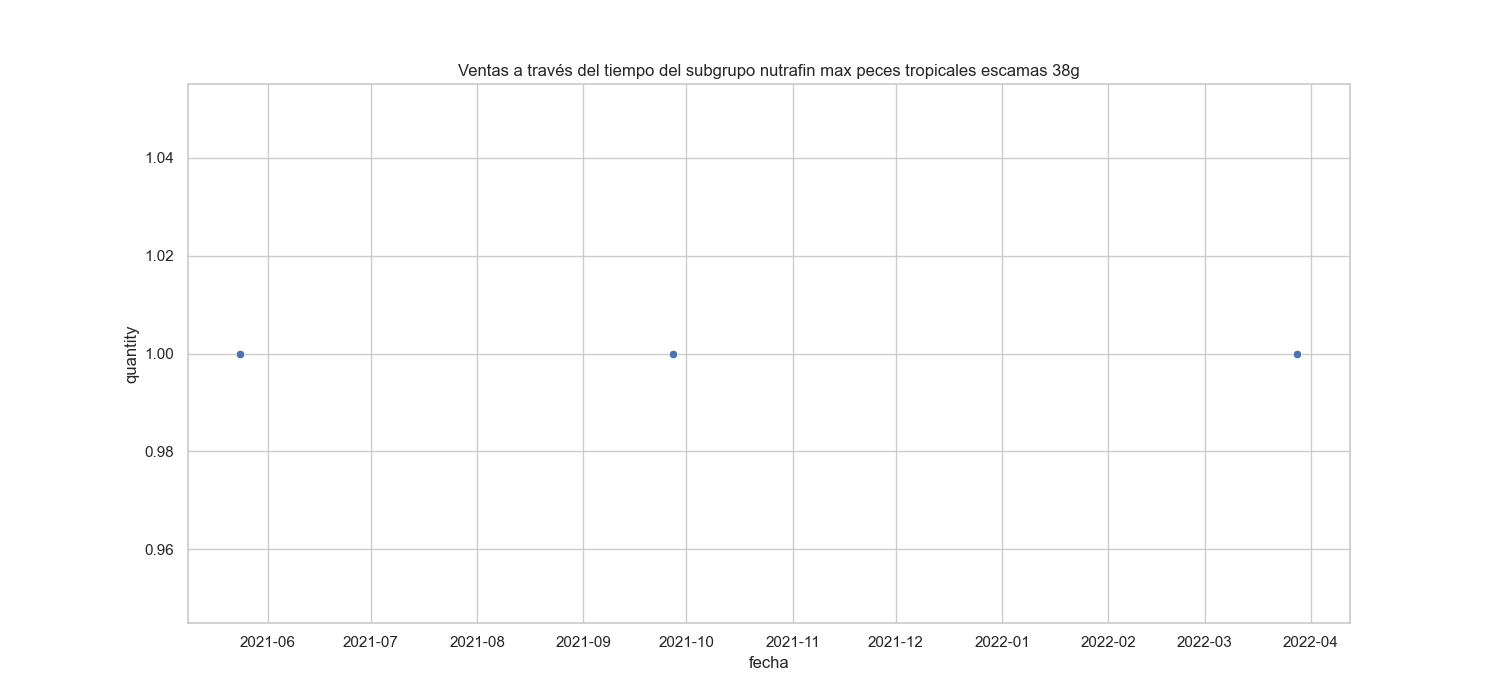 Ventas a través del tiempo del subgrupo nutrafin max peces tropicales escamas 38g
1.04
1.02
1.00
0.98
0.96
quantity
2021-06 2021-07 2021-08 2021-09 2021-10 2021-11 2021-12 2022-01 2022-02 2022-03 2022-04
fecha